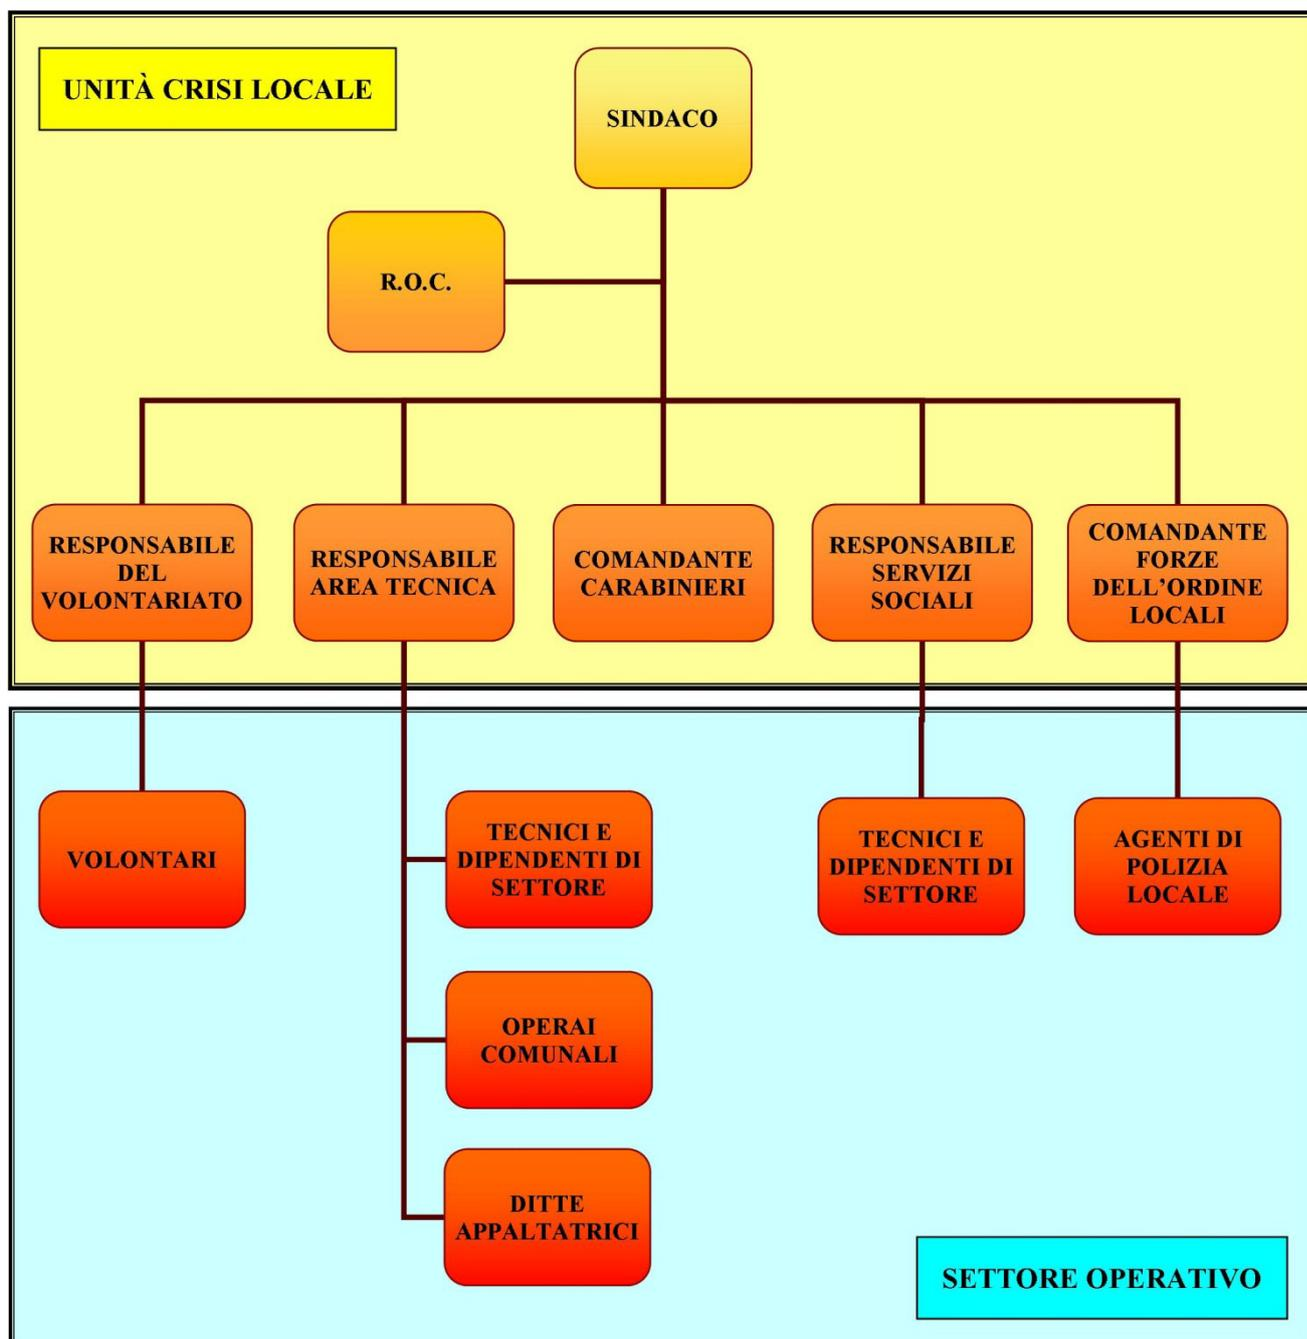 UNITÀ CRISI LOCALE
SINDACO
R.O.C.
RESPONSABILE
DEL
VOLONTARIATO
RESPONSABILE
AREA TECNICA
COMANDANTE
CARABINIERI
RESPONSABILE
SERVIZI
SOCIALI
COMANDANTE
FORZE
DELL’ORDINE
LOCALI
VOLONTARI
TECNICI E
DIPENDENTI DI
SETTORE
TECNICI E
DIPENDENTI DI
SETTORE
AGENTI DI
POLIZIA
LOCALE
OPERAI
COMUNALI
DITTE
APPALTATRICI
SETTORE OPERATIVO